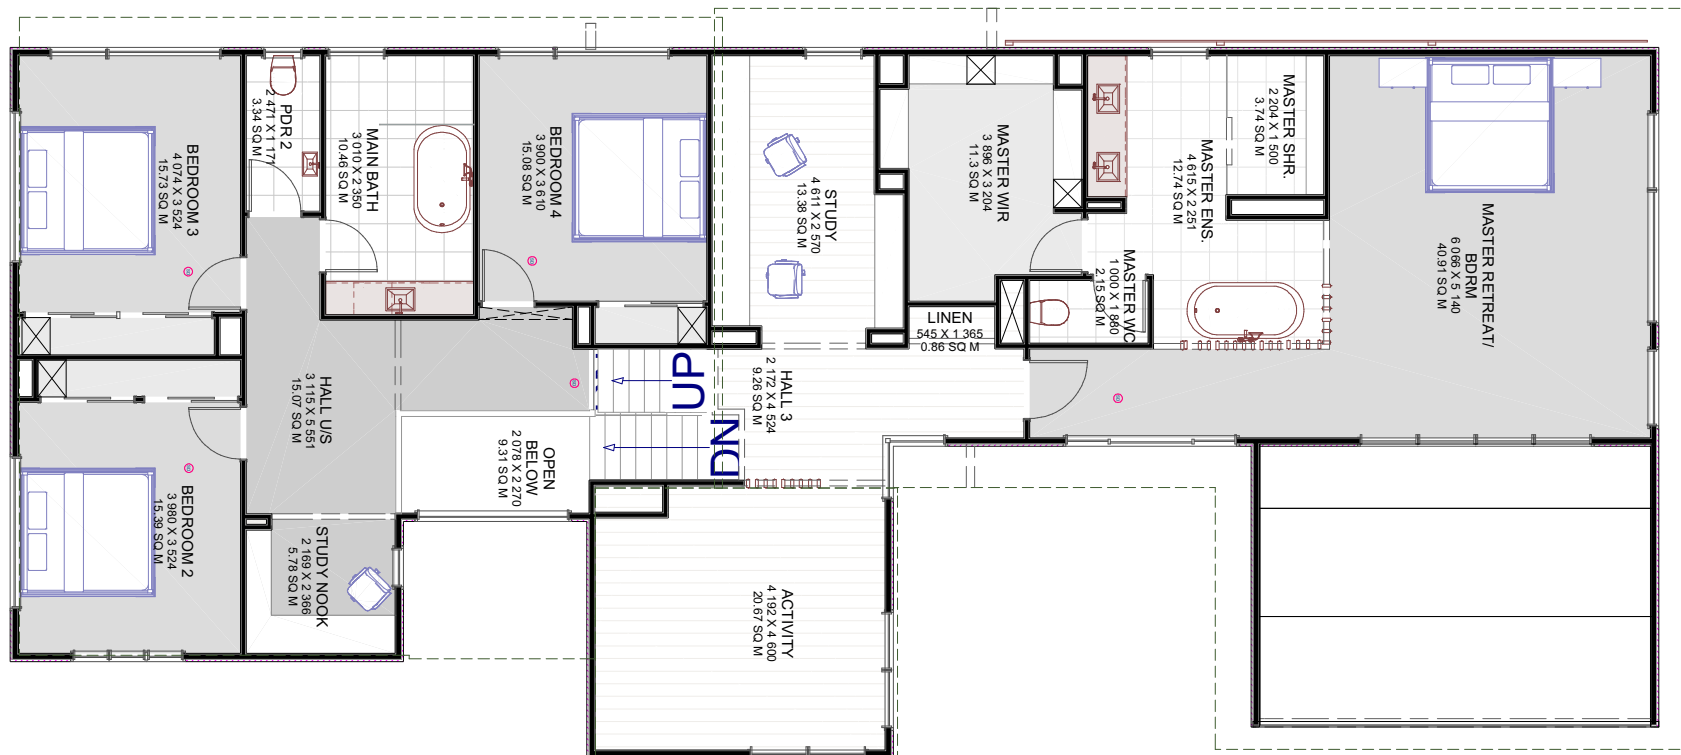 BEDROOM 3
4 074 X 3 524
15.73 SQ M
PDR 2
2 471 X 1 171
3.34 SQ M
MAIN BATH
3 010 X 2 350
10.46 SQ M
BEDROOM 4
3 900 X 3 610
15.08 SQ M
STUDY
4 611 X 2 570
13.38 SQ M
MASTER WIR
3 896 X 3 204
11.3 SQ M
MASTER ENS.
4 615 X 2 251
12.74 SQ M
MASTER SHR.
2 204 X 1 500
3.74 SQ M
MASTER RETREAT/
BDRM
6 066 X 5 140
40.91 SQ M
MASTER WC
1 000 X 1 880
2.15 SQ M
LINEN
545 X 1 365
0.86 SQ M
HALL 3
2 172 X 4 524
9.26 SQ M
UP
DN
HALL U/S
3 115 X 5 551
15.07 SQ M
OPEN
BELOW
2 078 X 2 270
9.31 SQ M
BEDROOM 2
3 980 X 3 524
15.39 SQ M
STUDY NOOK
2 169 X 2 366
5.78 SQ M
ACTIVITY
4 192 X 4 600
20.67 SQ M